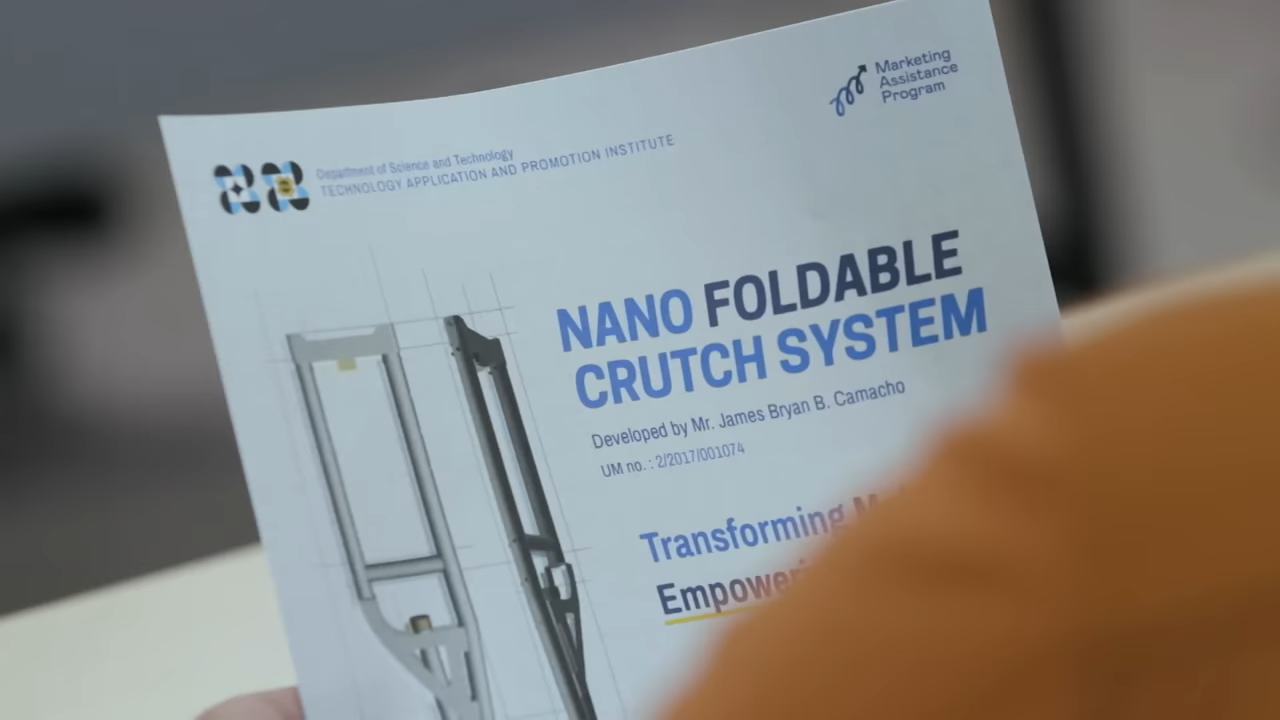 Marketing
Assistance
Program
Department of Science and Technology
TECHNOLOGY APPLICATION AND PROMOTION INSTITUTE
NANO FOLDABLE
CRUTCH SYSTEM
Developed by Mr. James Bryan B. Camacho
UM no. : 2/2017/001074
Transforming